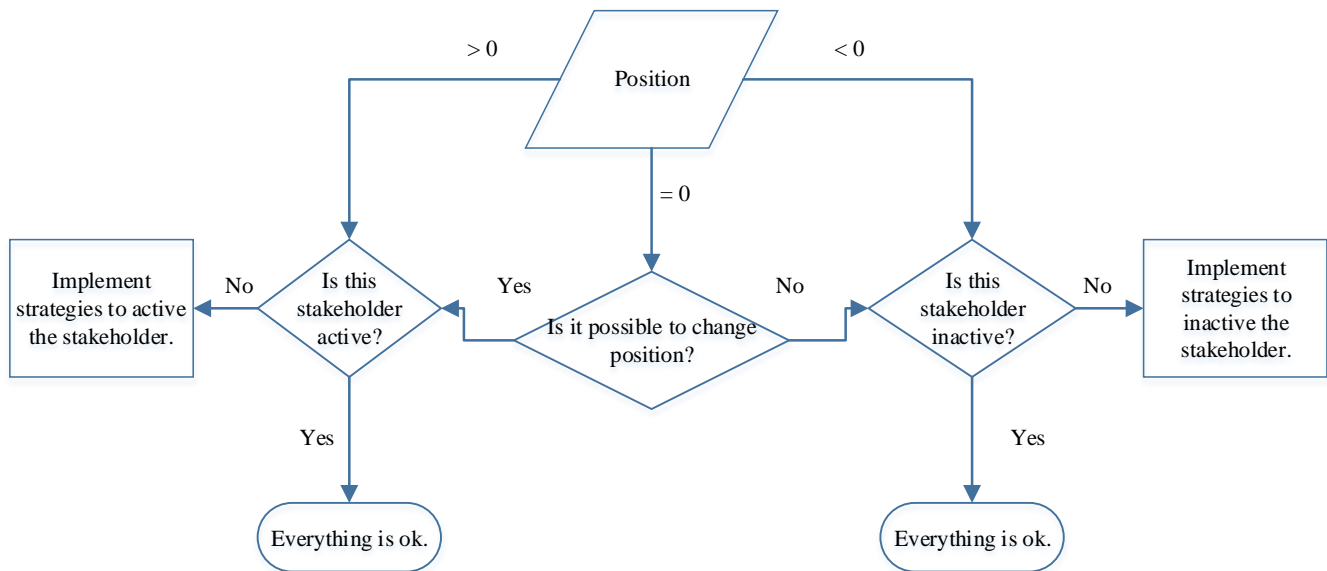 > 0
< 0
Position
= 0
Implement
strategies to active
the stakeholder.
No
Is this
stakeholder
active?
Yes
Is it possible to change
position?
No
Is this
stakeholder
inactive?
No
Implement
strategies to
inactive the
stakeholder.
Yes
Yes
Everything is ok.
Everything is ok.